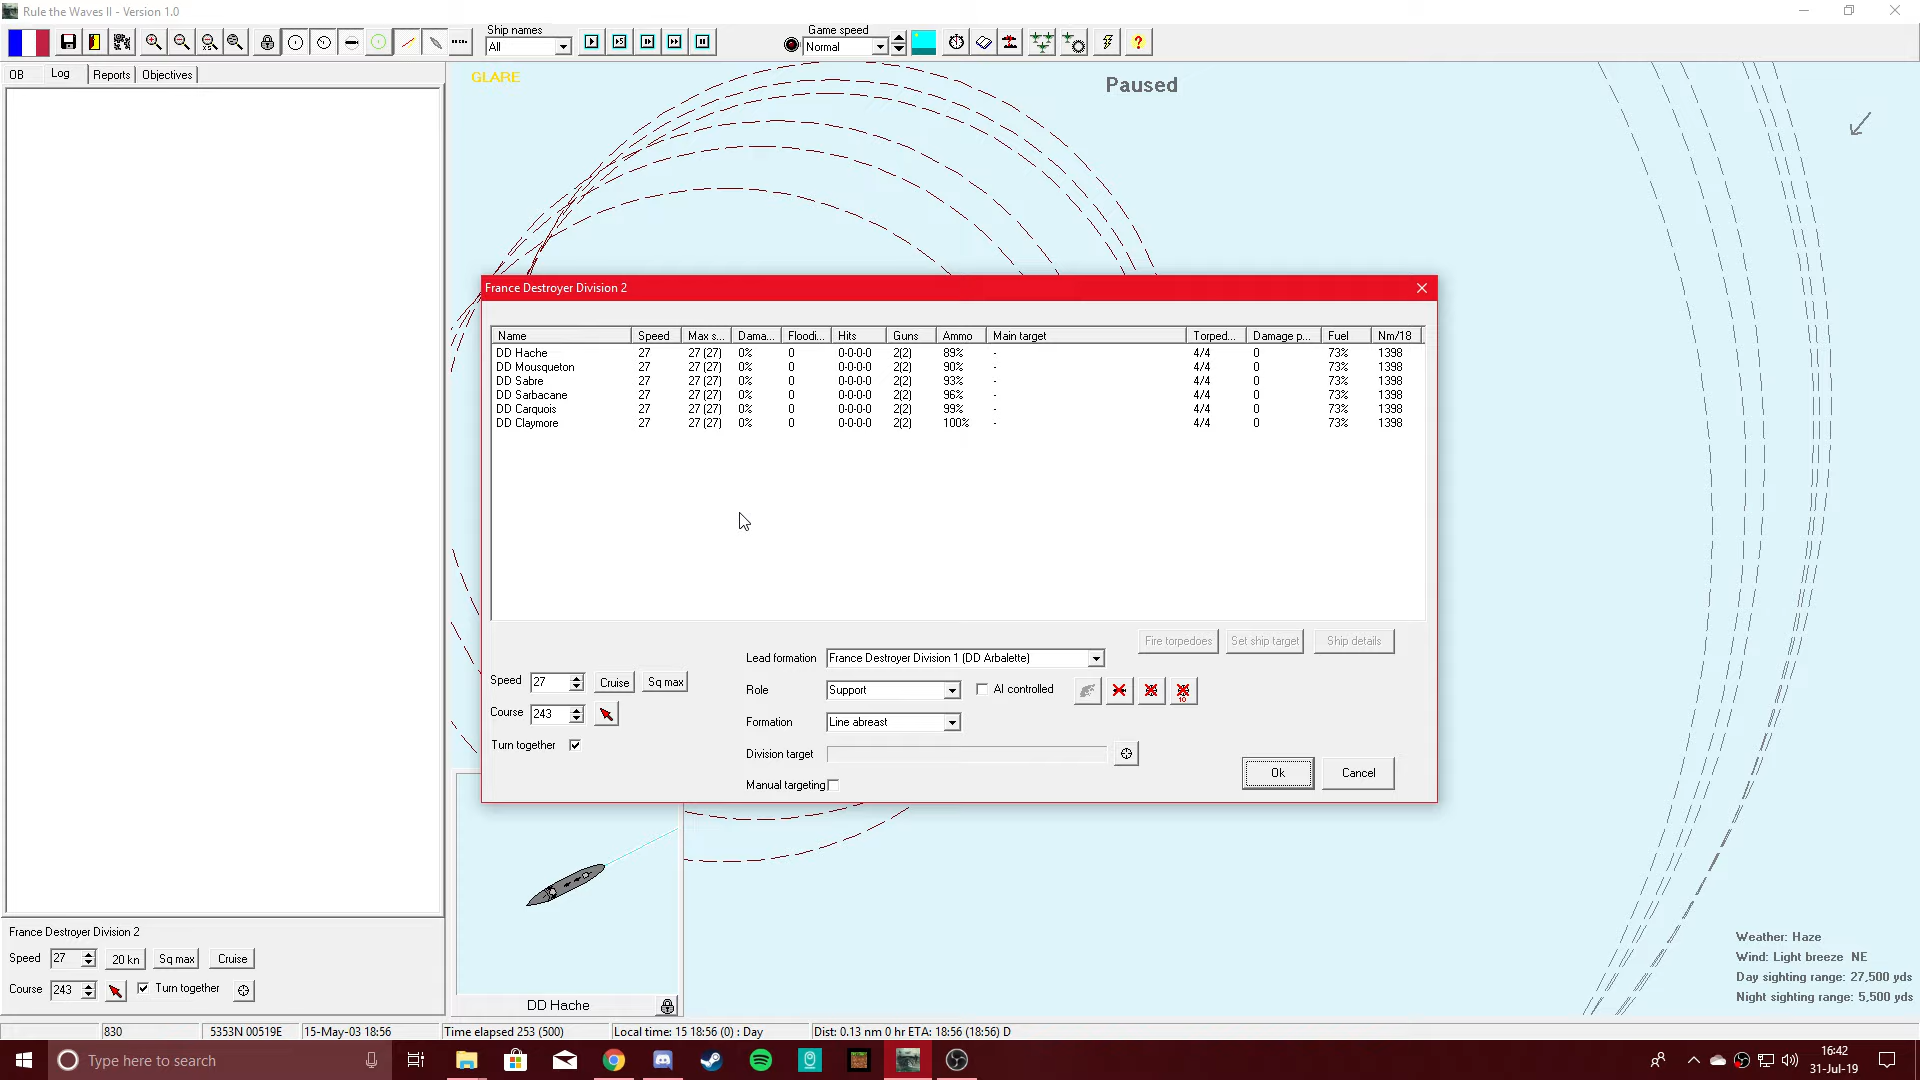 Rule the Waves II - Version 1.0
Ship names
All
Game speed
Normal
OB Log Reports Objectives
GLARE
Paused
France Destroyer Division 2
Name Speed Max s... Dama... Floodi... Hits Guns Ammo Main target Torped... Damage p... Fuel Nm/18
DD Hache 27 27 (27) 0% 0 0-0-0-0 2(2) 89% - 4/4 0 73% 1398
DD Mousqueton 27 27 (27) 0% 0 0-0-0-0 2(2) 90% - 4/4 0 73% 1398
DD Sabre 27 27 (27) 0% 0 0-0-0-0 2(2) 93% - 4/4 0 73% 1398
DD Sarbacane 27 27 (27) 0% 0 0-0-0-0 2(2) 96% - 4/4 0 73% 1398
DD Carquois 27 27 (27) 0% 0 0-0-0-0 2(2) 99% - 4/4 0 73% 1398
DD Claymore 27 27 (27) 0% 0 0-0-0-0 2(2) 100% - 4/4 0 73% 1398
Fire torpedoes Set ship target Ship details
Lead formation France Destroyer Division 1 (DD Arbalette)
Speed 27 Cruise Sq max
Role Support AI controlled
10
Course 243
Formation Line abreast
Turn together
Division target
Ok Cancel
Manual targeting
DD Hache
France Destroyer Division 2
Speed 27 20 kn Sq max Cruise
Course 243 Turn together
Weather: Haze
Wind: Light breeze NE
Day sighting range: 27,500 yds
Night sighting range: 5,500 yds
830 5353N 00519E 15-May-03 18:56 Time elapsed 253 (500) Local time: 15 18:56 (0) : Day Dist: 0.13 nm 0 hr ETA: 18:56 (18:56) D
Type here to search
16:42
31-Jul-19